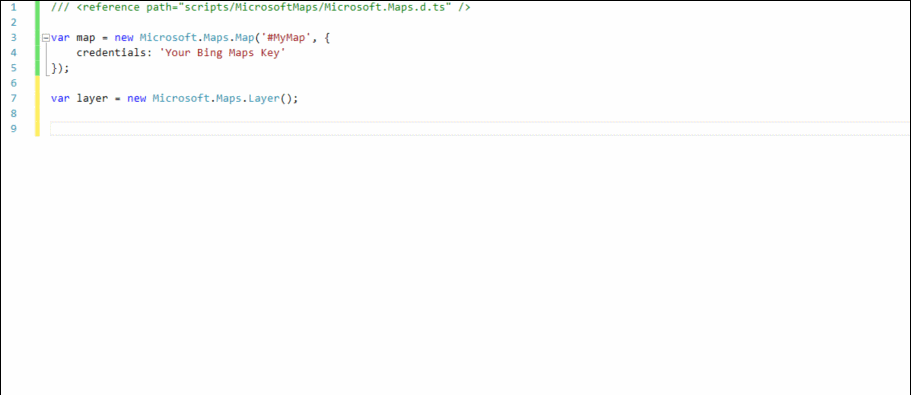 1 /// <reference path="scripts/MicrosoftMaps/Microsoft.Maps.d.ts" />
2
3 var map = new Microsoft.Maps.Map('#MyMap', {
4     credentials: 'Your Bing Maps Key'
5 });
6
7 var layer = new Microsoft.Maps.Layer();
8
9